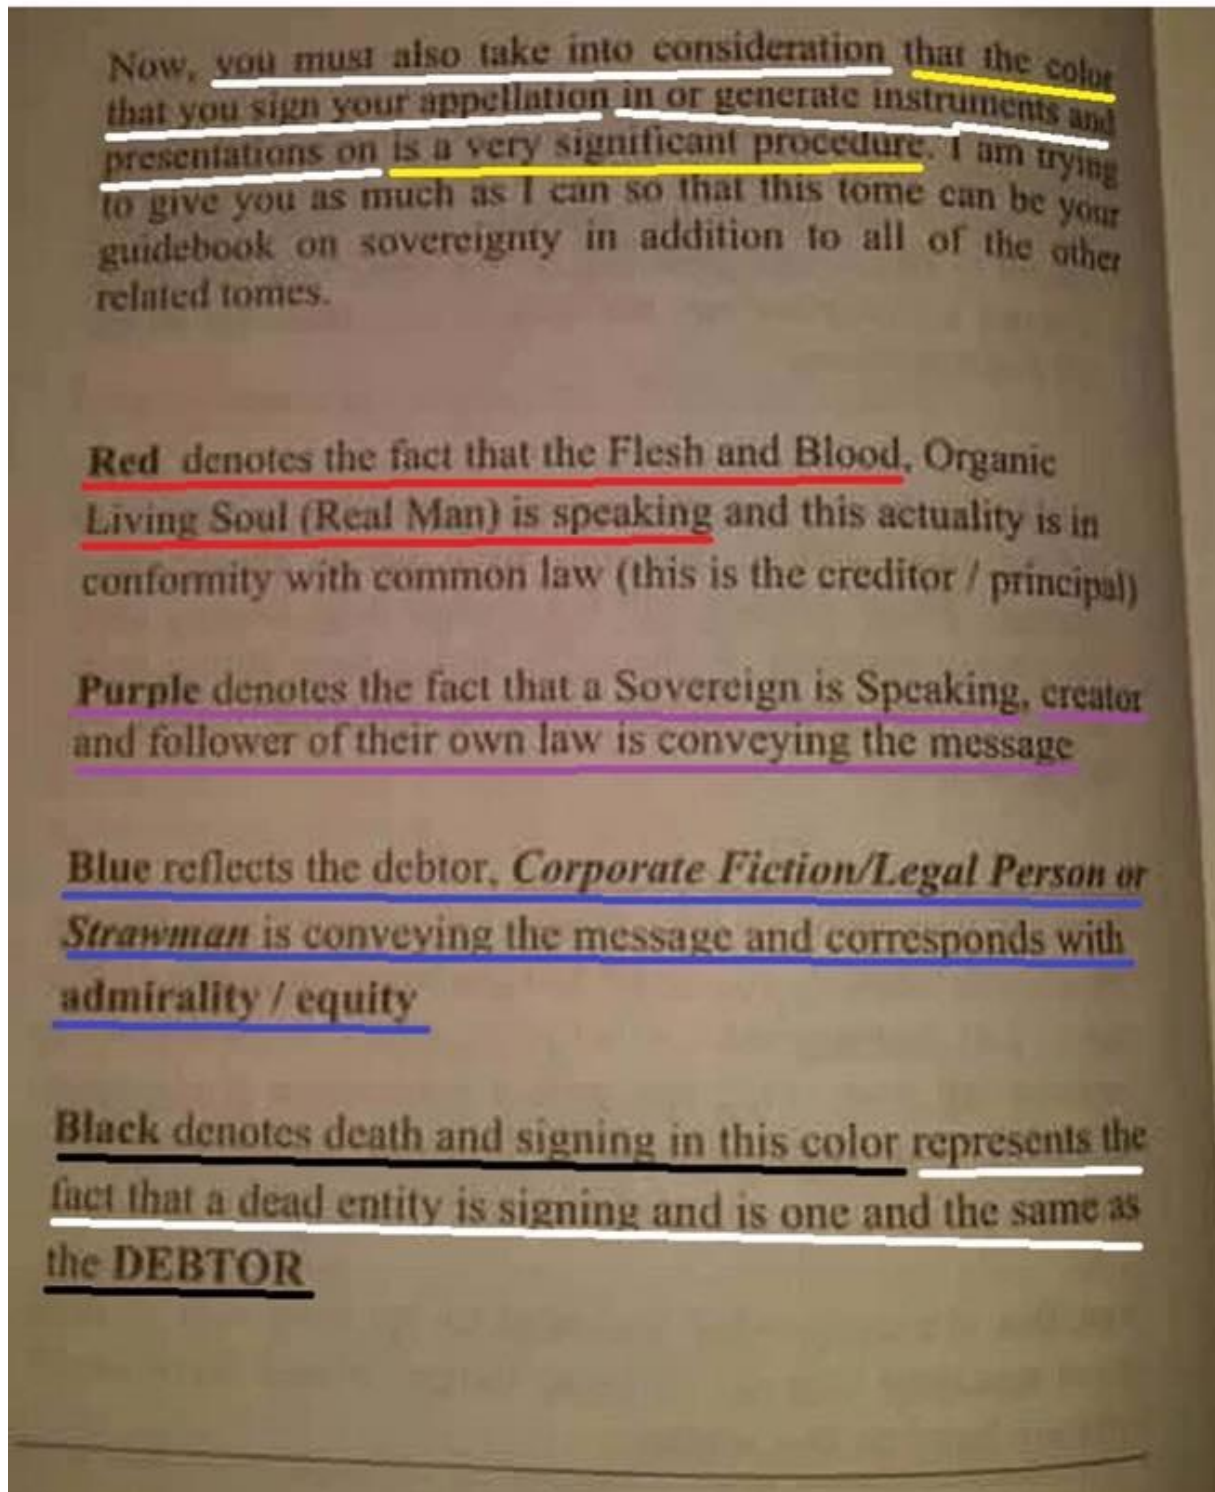 Now, you must also take into consideration that the color
that you sign your appellation in or generate instruments and
presentations on is a very significant procedure. I am trying
to give you as much as I can so that this tome can be your
guidebook on sovereignty in addition to all of the other
related tomes.
Red denotes the fact that the Flesh and Blood, Organic
Living Soul (Real Man) is speaking and this actuality is in
conformity with common law (this is the creditor / principal)
Purple denotes the fact that a Sovereign is Speaking, creator
and follower of their own law is conveying the message
Blue reflects the debtor, Corporate Fiction/Legal Person or
Strawman is conveying the message and corresponds with
admirality / equity
Black denotes death and signing in this color represents the
fact that a dead entity is signing and is one and the same as
the DEBTOR